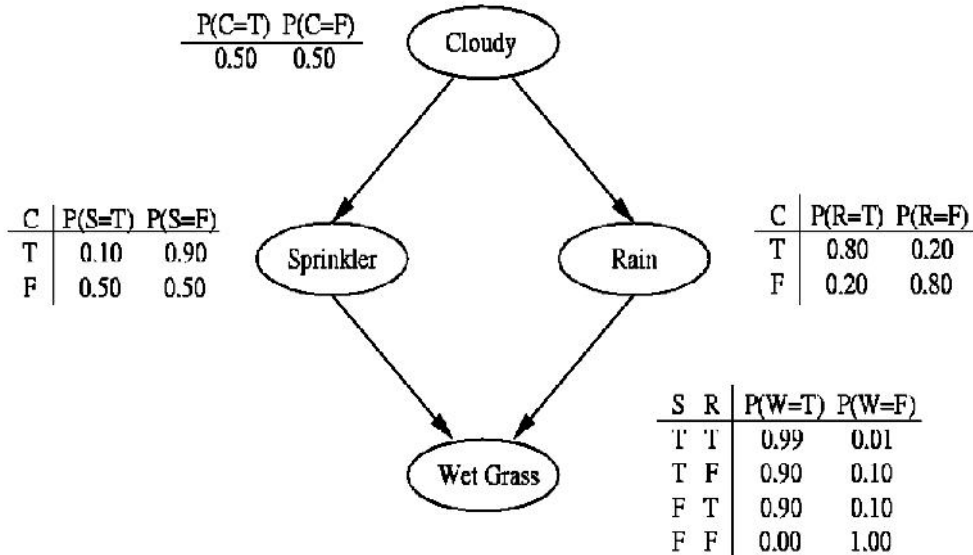 P(C=T) P(C=F)
0.50 0.50
Cloudy
C P(S=T) P(S=F)
T 0.10 0.90
F 0.50 0.50
Sprinkler
Rain
C P(R=T) P(R=F)
T 0.80 0.20
F 0.20 0.80
Wet Grass
S R P(W=T) P(W=F)
T T 0.99 0.01
T F 0.90 0.10
F T 0.90 0.10
F F 0.00 1.00